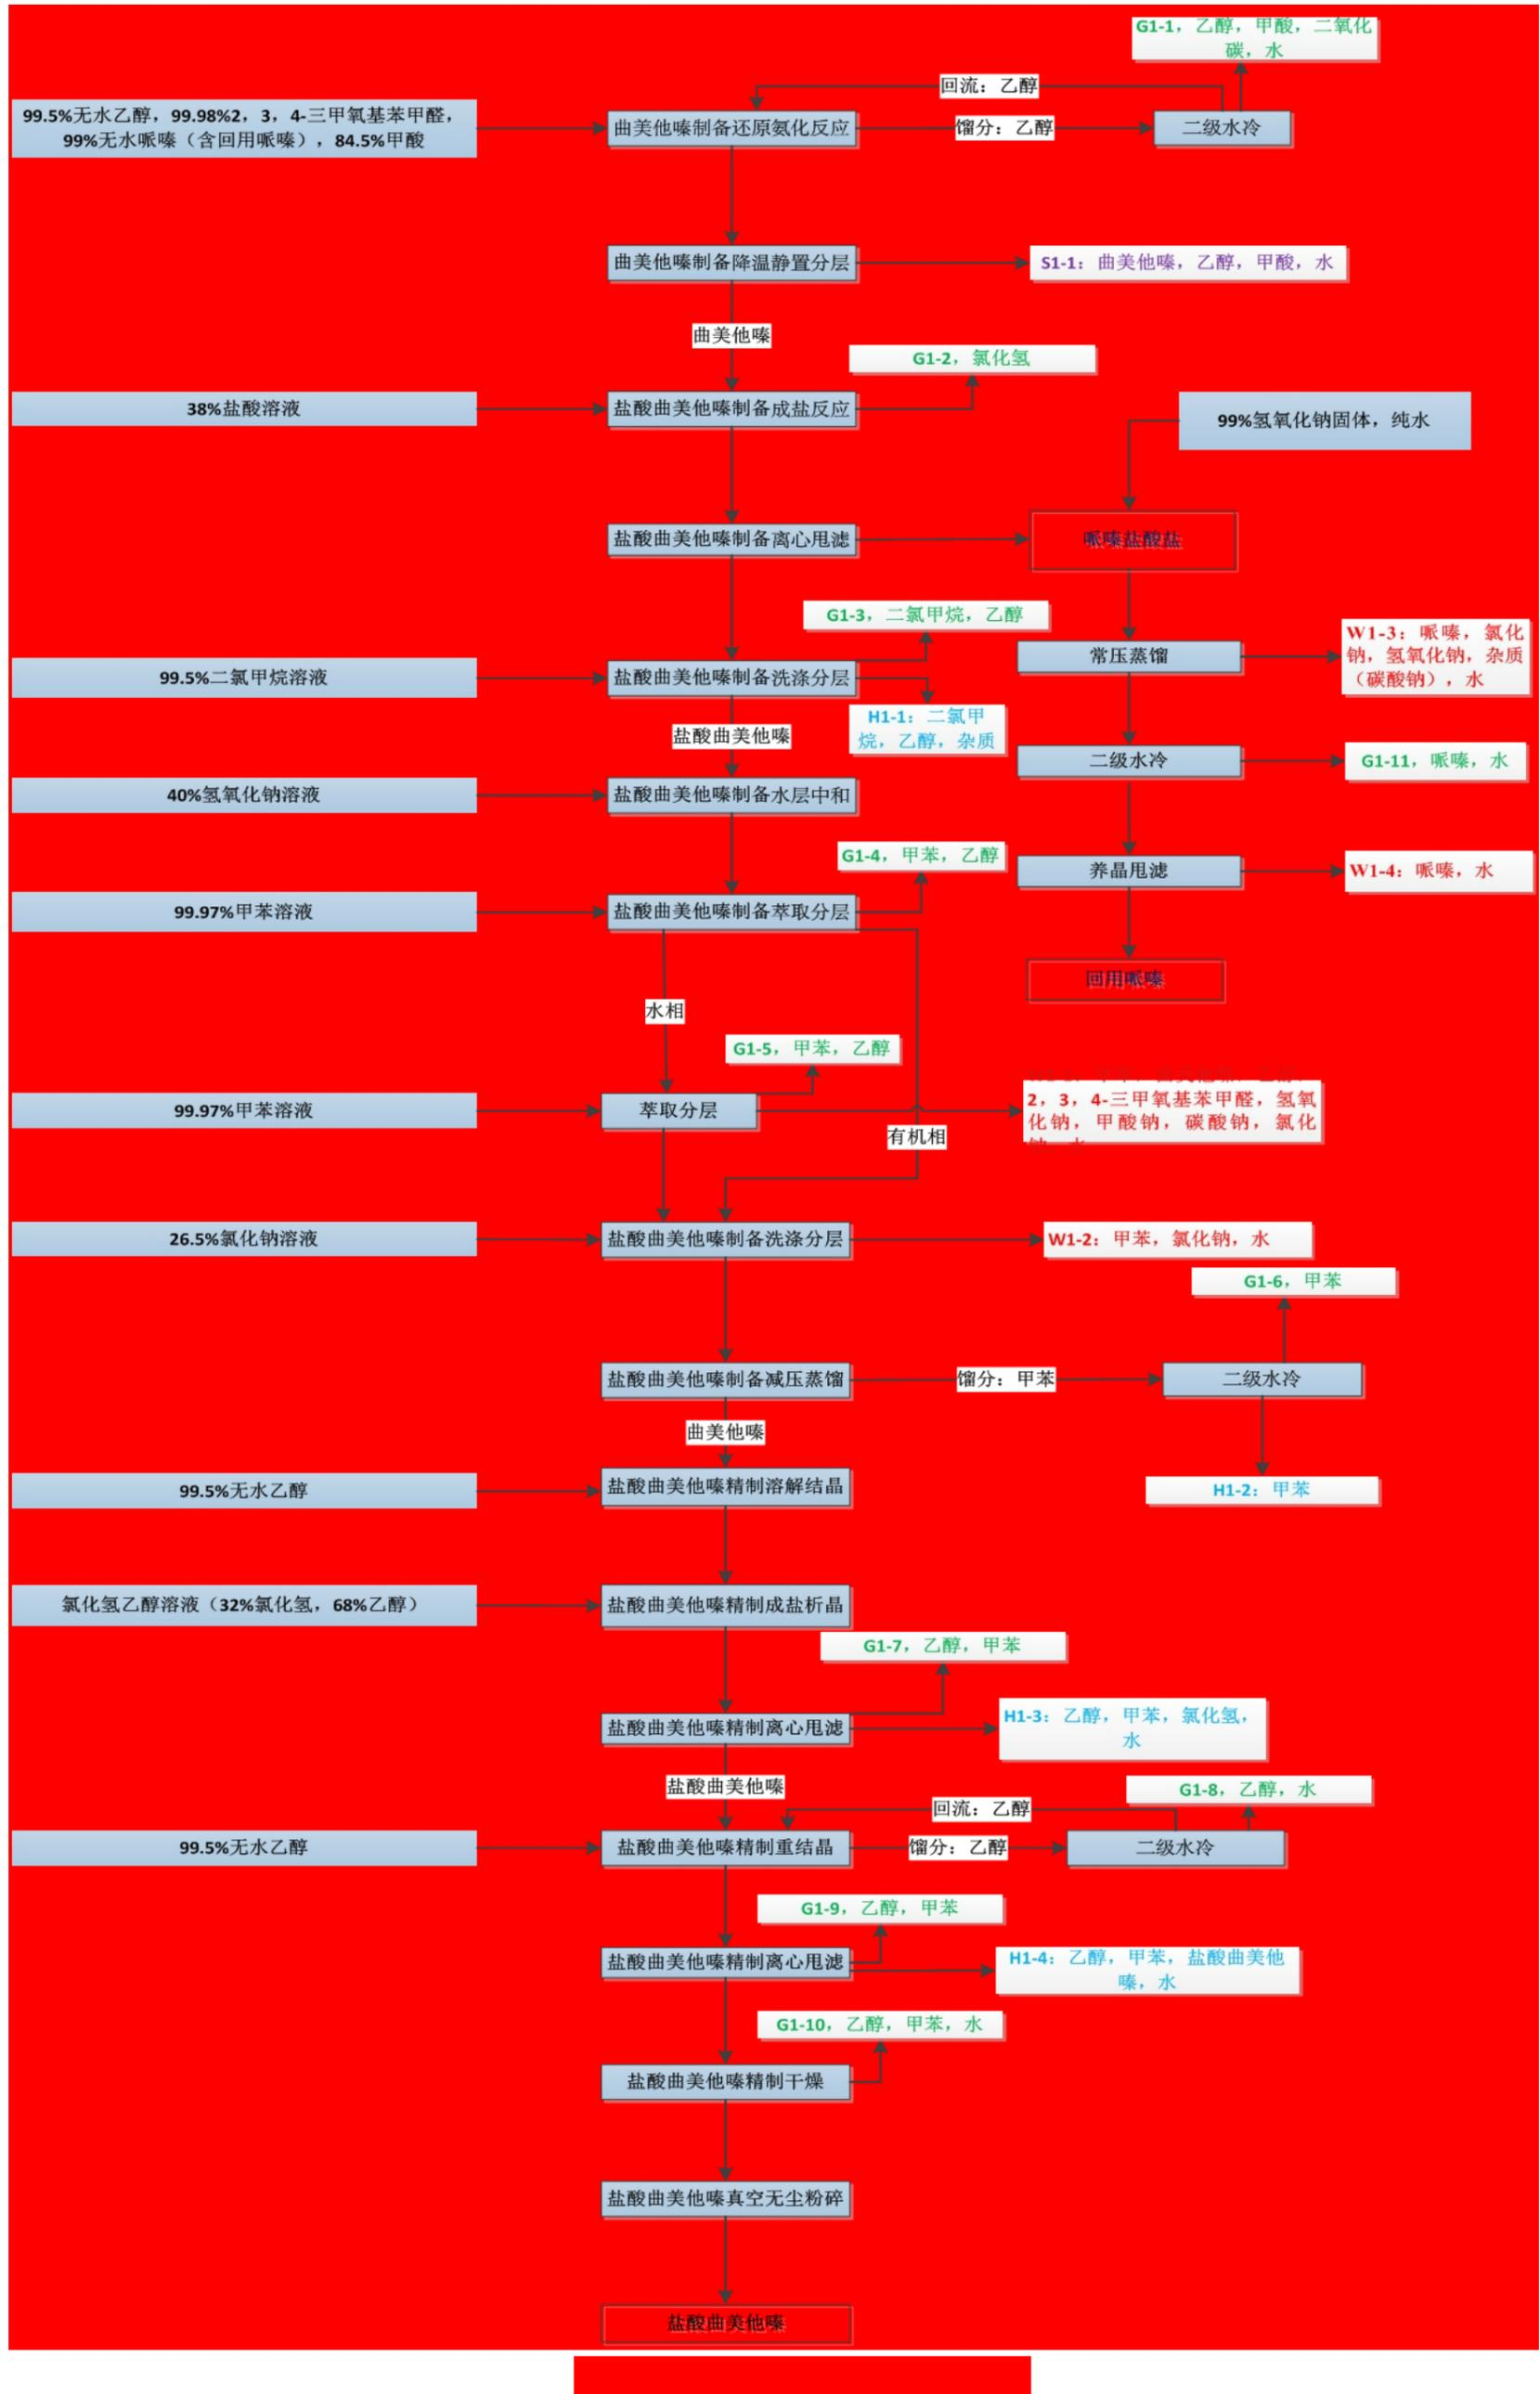 G1-1，乙醇，甲酸，二氧化
碳，水
回流：乙醇
99.5%无水乙醇，99.98%2，3，4-三甲氧基苯甲醛，
99%无水哌嗪（含回用哌嗪），84.5%甲酸
曲美他嗪制备还原氨化反应
馏分：乙醇
二级水冷
曲美他嗪制备降温静置分层
S1-1：曲美他嗪，乙醇，甲酸，水
曲美他嗪
G1-2，氯化氢
38%盐酸溶液
盐酸曲美他嗪制备成盐反应
99%氢氧化钠固体，纯水
盐酸曲美他嗪制备离心甩滤
哌嗪盐酸盐
G1-3，二氯甲烷，乙醇
99.5%二氯甲烷溶液
盐酸曲美他嗪制备洗涤分层
常压蒸馏
W1-3：哌嗪，氯化
钠，氢氧化钠，杂质
（碳酸钠），水
H1-1：二氯甲
烷，乙醇，杂质
盐酸曲美他嗪
二级水冷
G1-11，哌嗪，水
40%氢氧化钠溶液
盐酸曲美他嗪制备水层中和
G1-4，甲苯，乙醇
养晶甩滤
W1-4：哌嗪，水
99.97%甲苯溶液
盐酸曲美他嗪制备萃取分层
回用哌嗪
水相
G1-5，甲苯，乙醇
99.97%甲苯溶液
萃取分层
2，3，4-三甲氧基苯甲醛，氢氧
化钠，甲酸钠，碳酸钠，氯化
有机相
26.5%氯化钠溶液
盐酸曲美他嗪制备洗涤分层
W1-2：甲苯，氯化钠，水
G1-6，甲苯
盐酸曲美他嗪制备减压蒸馏
馏分：甲苯
二级水冷
曲美他嗪
99.5%无水乙醇
盐酸曲美他嗪精制溶解结晶
H1-2：甲苯
氯化氢乙醇溶液（32%氯化氢，68%乙醇）
盐酸曲美他嗪精制成盐析晶
G1-7，乙醇，甲苯
盐酸曲美他嗪精制离心甩滤
H1-3：乙醇，甲苯，氯化氢，
水
盐酸曲美他嗪
G1-8，乙醇，水
回流：乙醇
99.5%无水乙醇
盐酸曲美他嗪精制重结晶
馏分：乙醇
二级水冷
G1-9，乙醇，甲苯
盐酸曲美他嗪精制离心甩滤
H1-4：乙醇，甲苯，盐酸曲美他
嗪，水
G1-10，乙醇，甲苯，水
盐酸曲美他嗪精制干燥
盐酸曲美他嗪真空无尘粉碎
盐酸曲美他嗪